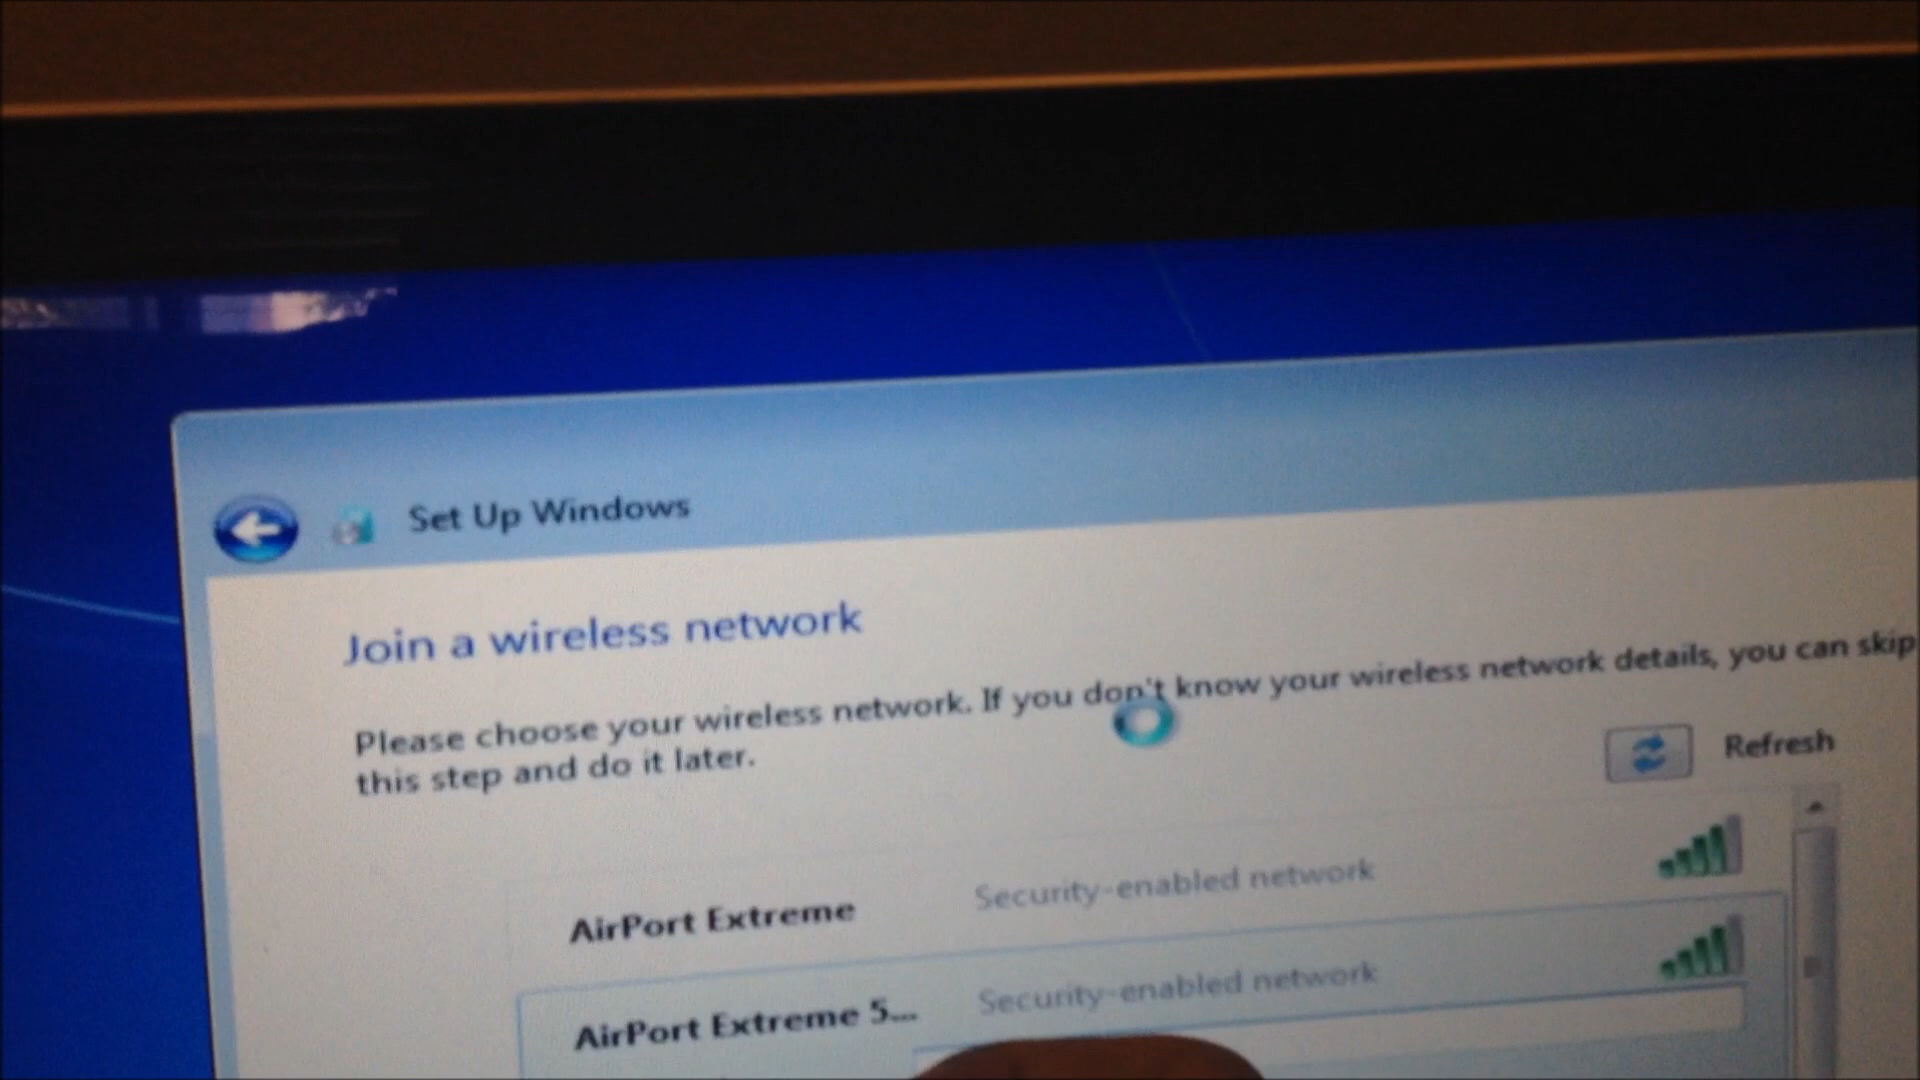 Set Up Windows
Join a wireless network
Please choose your wireless network. If you don't know your wireless network details, you can skip
this step and do it later.
Refresh
AirPort Extreme
Security-enabled network
AirPort Extreme 5...
Security-enabled network